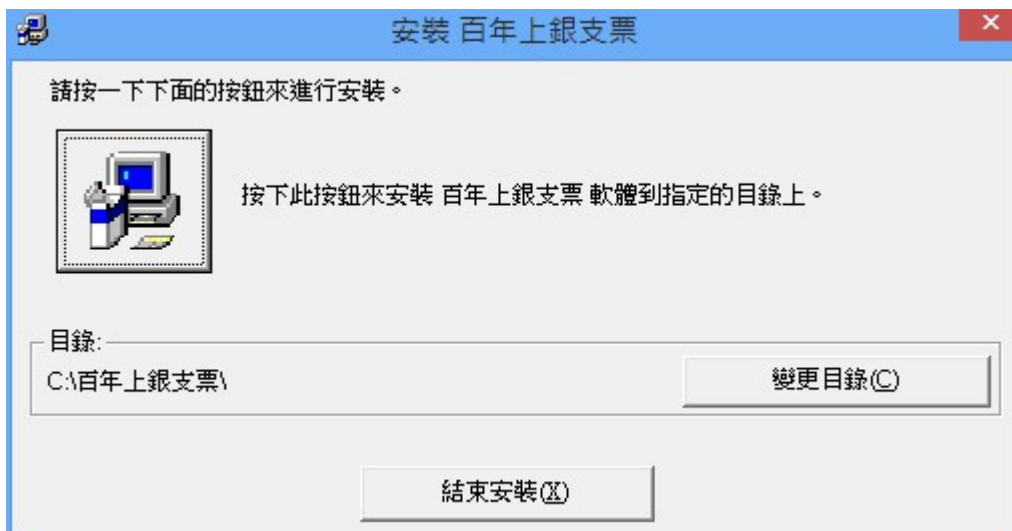 安裝 百年上銀支票
請按一下下面的按鈕來進行安裝。
按下此按鈕來安裝 百年上銀支票 軟體到指定的目錄上。
目錄:
C:\百年上銀支票\
變更目錄(C)
結束安裝(X)